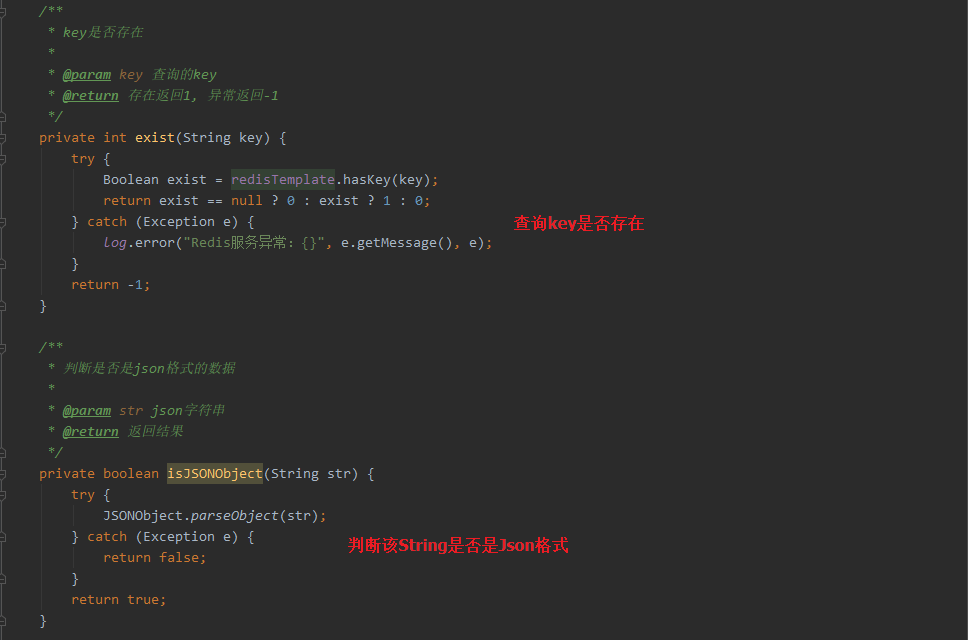 /**
 * key是否存在
 *
 * @param key 查询的key
 * @return 存在返回1, 异常返回-1
 */
private int exist(String key) {
    try {
        Boolean exist = redisTemplate.hasKey(key);
        return exist == null ? 0 : exist ? 1 : 0;
    } catch (Exception e) {
查询key是否存在
        log.error("Redis服务异常: {}", e.getMessage(), e);
    }
    return -1;
}
/**
 * 判断是否是json格式的数据
 *
 * @param str json字符串
 * @return 返回结果
 */
private boolean isJSONObject(String str) {
    try {
        JSONObject.parseObject(str);
    } catch (Exception e) {
判断该String是否是Json格式
        return false;
    }
    return true;
}